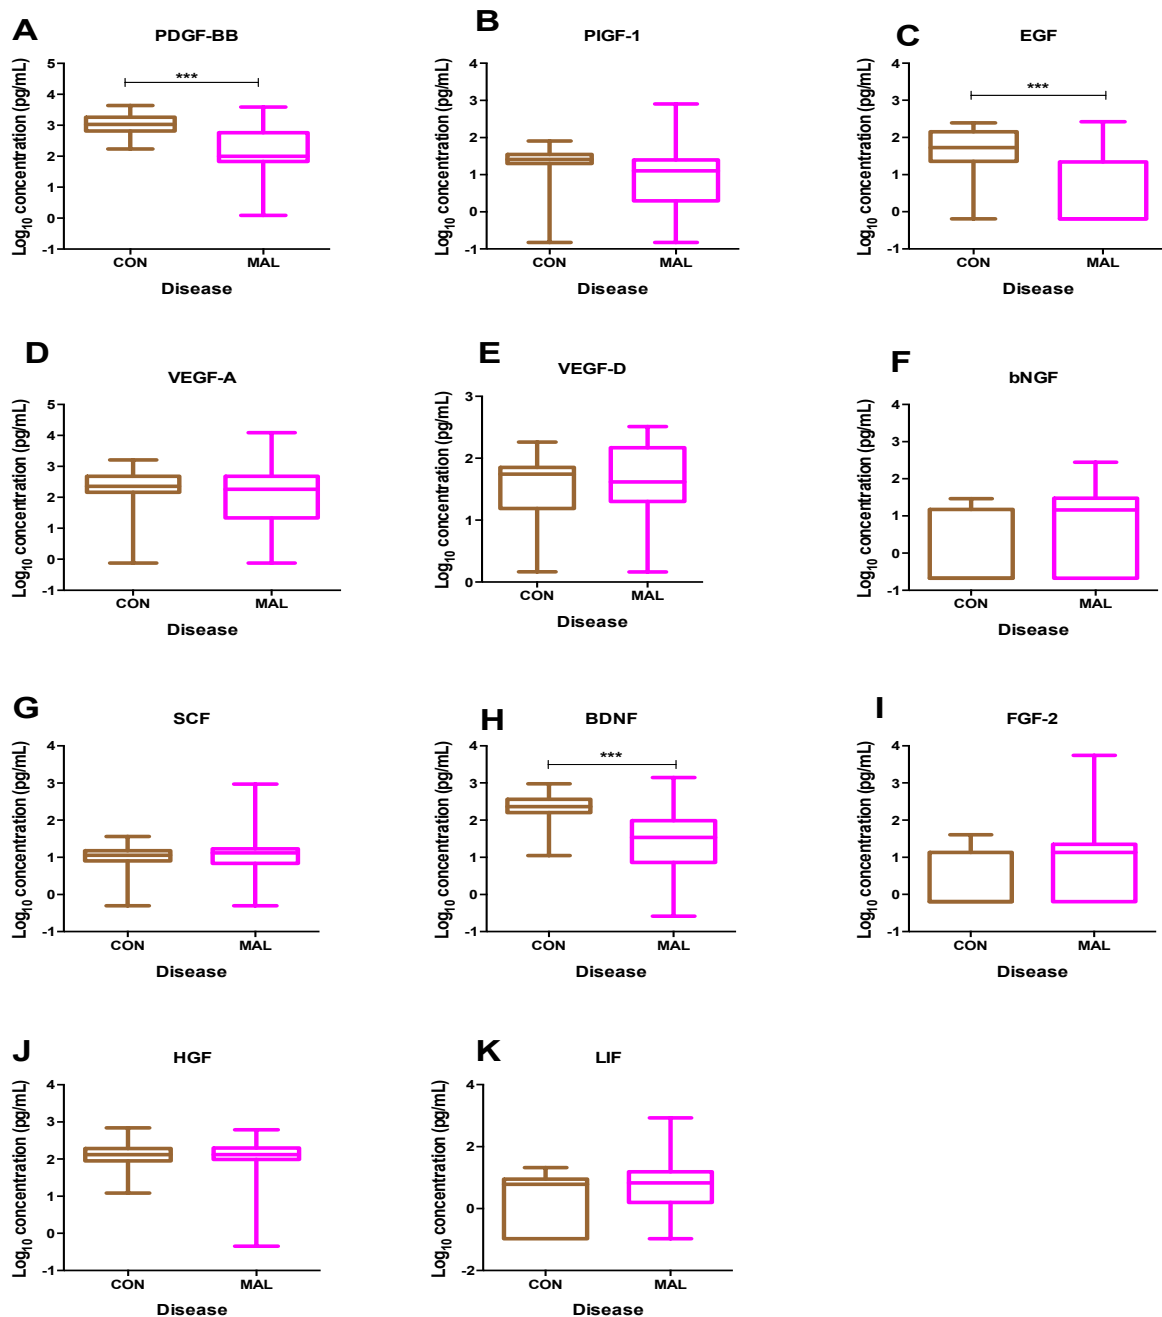 A
PDGF-BB
Log10 concentration (pg/mL)
5
4
3
2
1
0
-1
***
CON
MAL
Disease
B
PIGF-1
Log10 concentration (pg/mL)
4
3
2
1
0
-1
CON
MAL
Disease
C
EGF
Log10 concentration (pg/mL)
4
3
2
1
0
-1
***
CON
MAL
Disease
D
VEGF-A
Log10 concentration (pg/mL)
5
4
3
2
1
0
-1
CON
MAL
Disease
E
VEGF-D
Log10 concentration (pg/mL)
3
2
1
0
CON
MAL
Disease
F
bNGF
Log10 concentration (pg/mL)
4
3
2
1
0
-1
CON
MAL
Disease
G
SCF
Log10 concentration (pg/mL)
4
3
2
1
0
-1
CON
MAL
Disease
H
BDNF
Log10 concentration (pg/mL)
4
3
2
1
0
-1
***
CON
MAL
Disease
I
FGF-2
Log10 concentration (pg/mL)
4
3
2
1
0
-1
CON
MAL
Disease
J
HGF
Log10 concentration (pg/mL)
4
3
2
1
0
-1
CON
MAL
Disease
K
LIF
Log10 concentration (pg/mL)
4
2
0
-2
CON
MAL
Disease